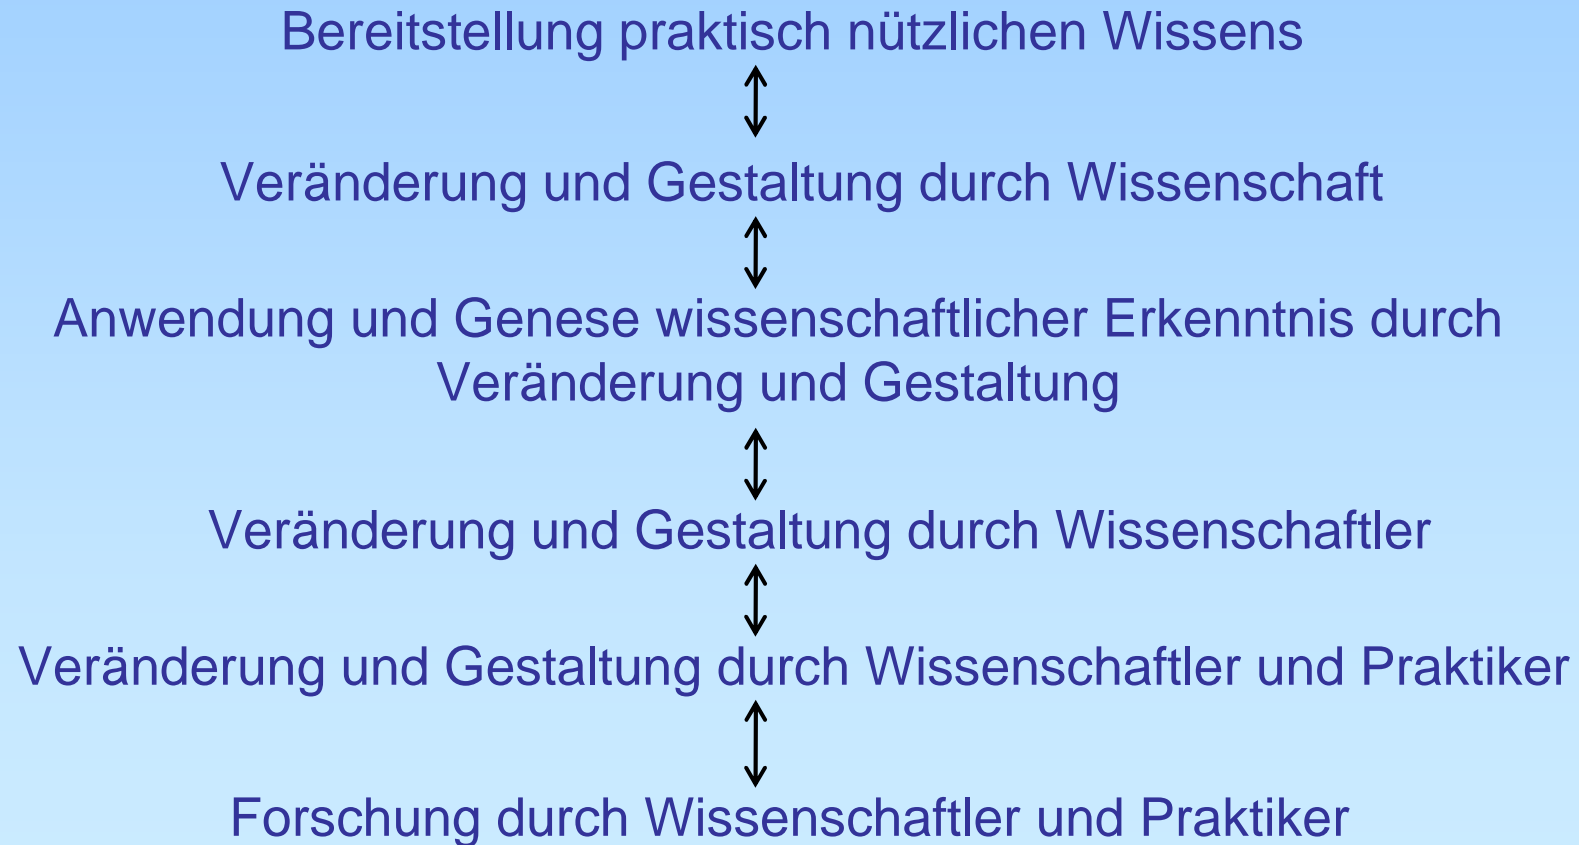 Bereitstellung praktisch nützlichen Wissens
Veränderung und Gestaltung durch Wissenschaft
Anwendung und Genese wissenschaftlicher Erkenntnis durch
Veränderung und Gestaltung
Veränderung und Gestaltung durch Wissenschaftler
Veränderung und Gestaltung durch Wissenschaftler und Praktiker
Forschung durch Wissenschaftler und Praktiker